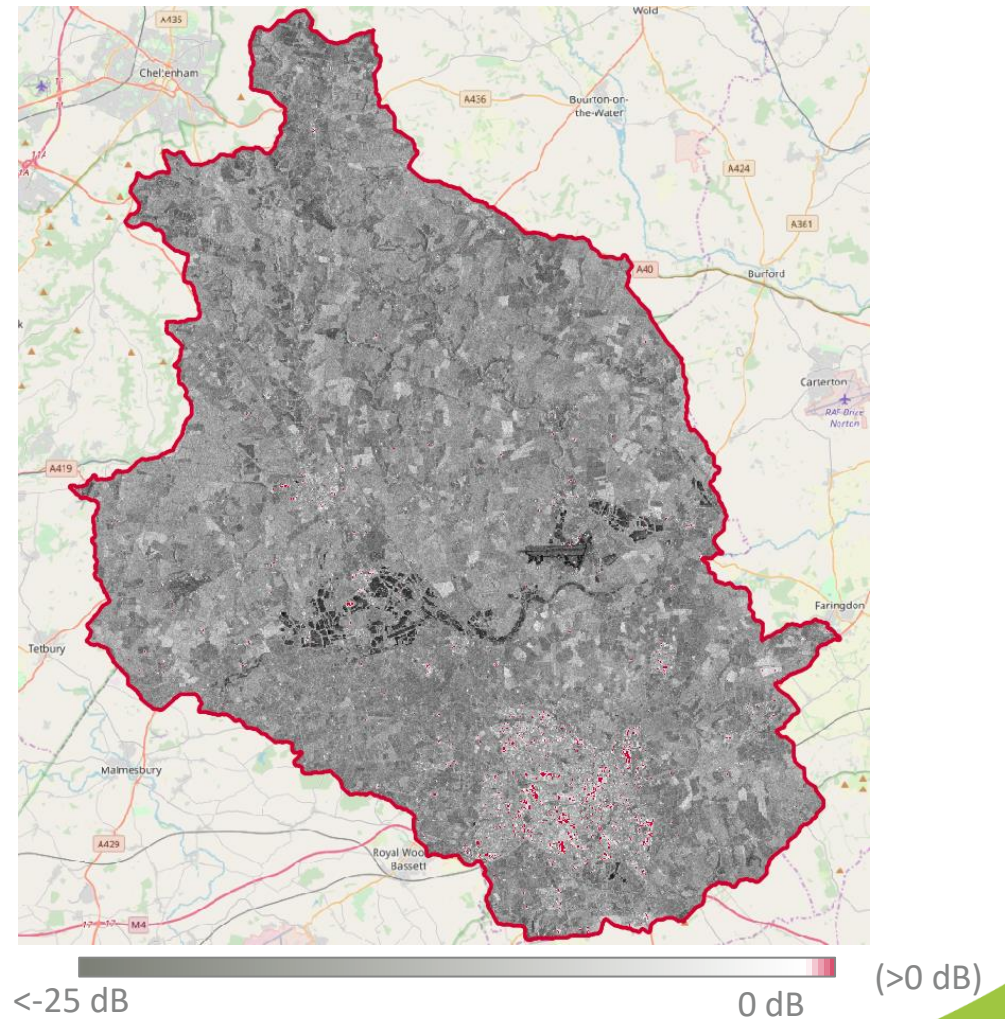 Wold
A435
Cheltenham
A436
Bourton-on-
the-Water
A424
A361
A40
Burford
Carterton
RAF Brize
Norton
A419
Faringdon
Tetbury
Malmesbury
A429
Royal Woo
Bassett
M4
<-25 dB
0 dB
(>0 dB)